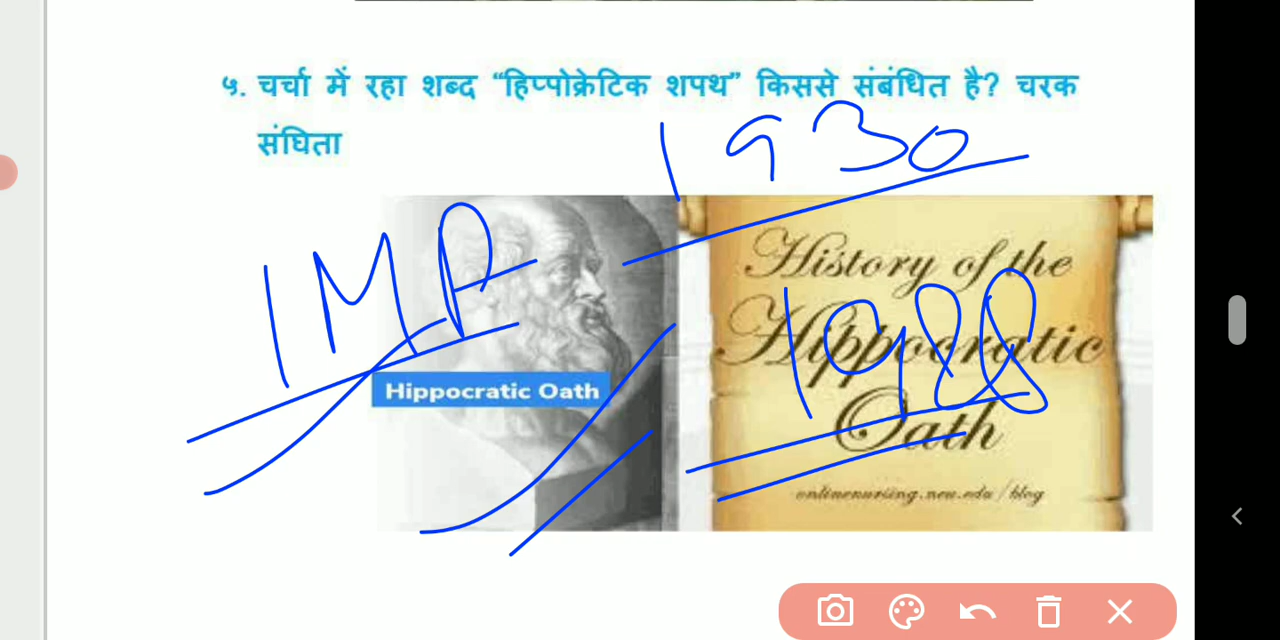 ५. चर्चा में रहा शब्द “हिप्पोक्रेटिक शपथ” किससे संबंधित है? चरक
संघिता
1930
IMP
Hippocratic Oath
History of the
Hippocratic
Oath
1988
onlinenursing.neu.edu/blog